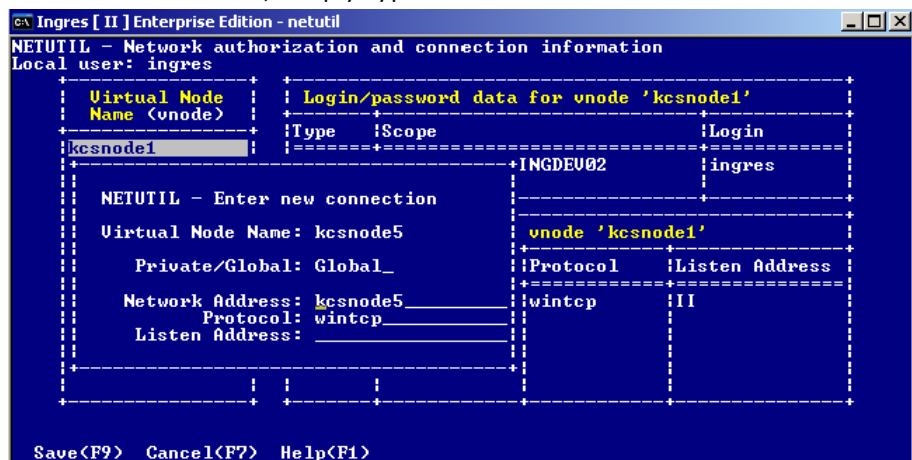 Ingres [ II ] Enterprise Edition - netutil
NETUTIL - Network authorization and connection information
Local user: ingres
Virtual Node
Name (vnode)
Login/password data for vnode 'kcsnode1'
Type Scope Login
kcsnode1
INGDEV02 ingres
NETUTIL - Enter new connection
Virtual Node Name: kcsnode5
vnode 'kcsnode1'
Private/Global: Global_
Protocol Listen Address
Network Address: kcsnode5
wintcp II
Protocol: wintcp
Listen Address:
Save(F9) Cancel(F7) Help(F1)